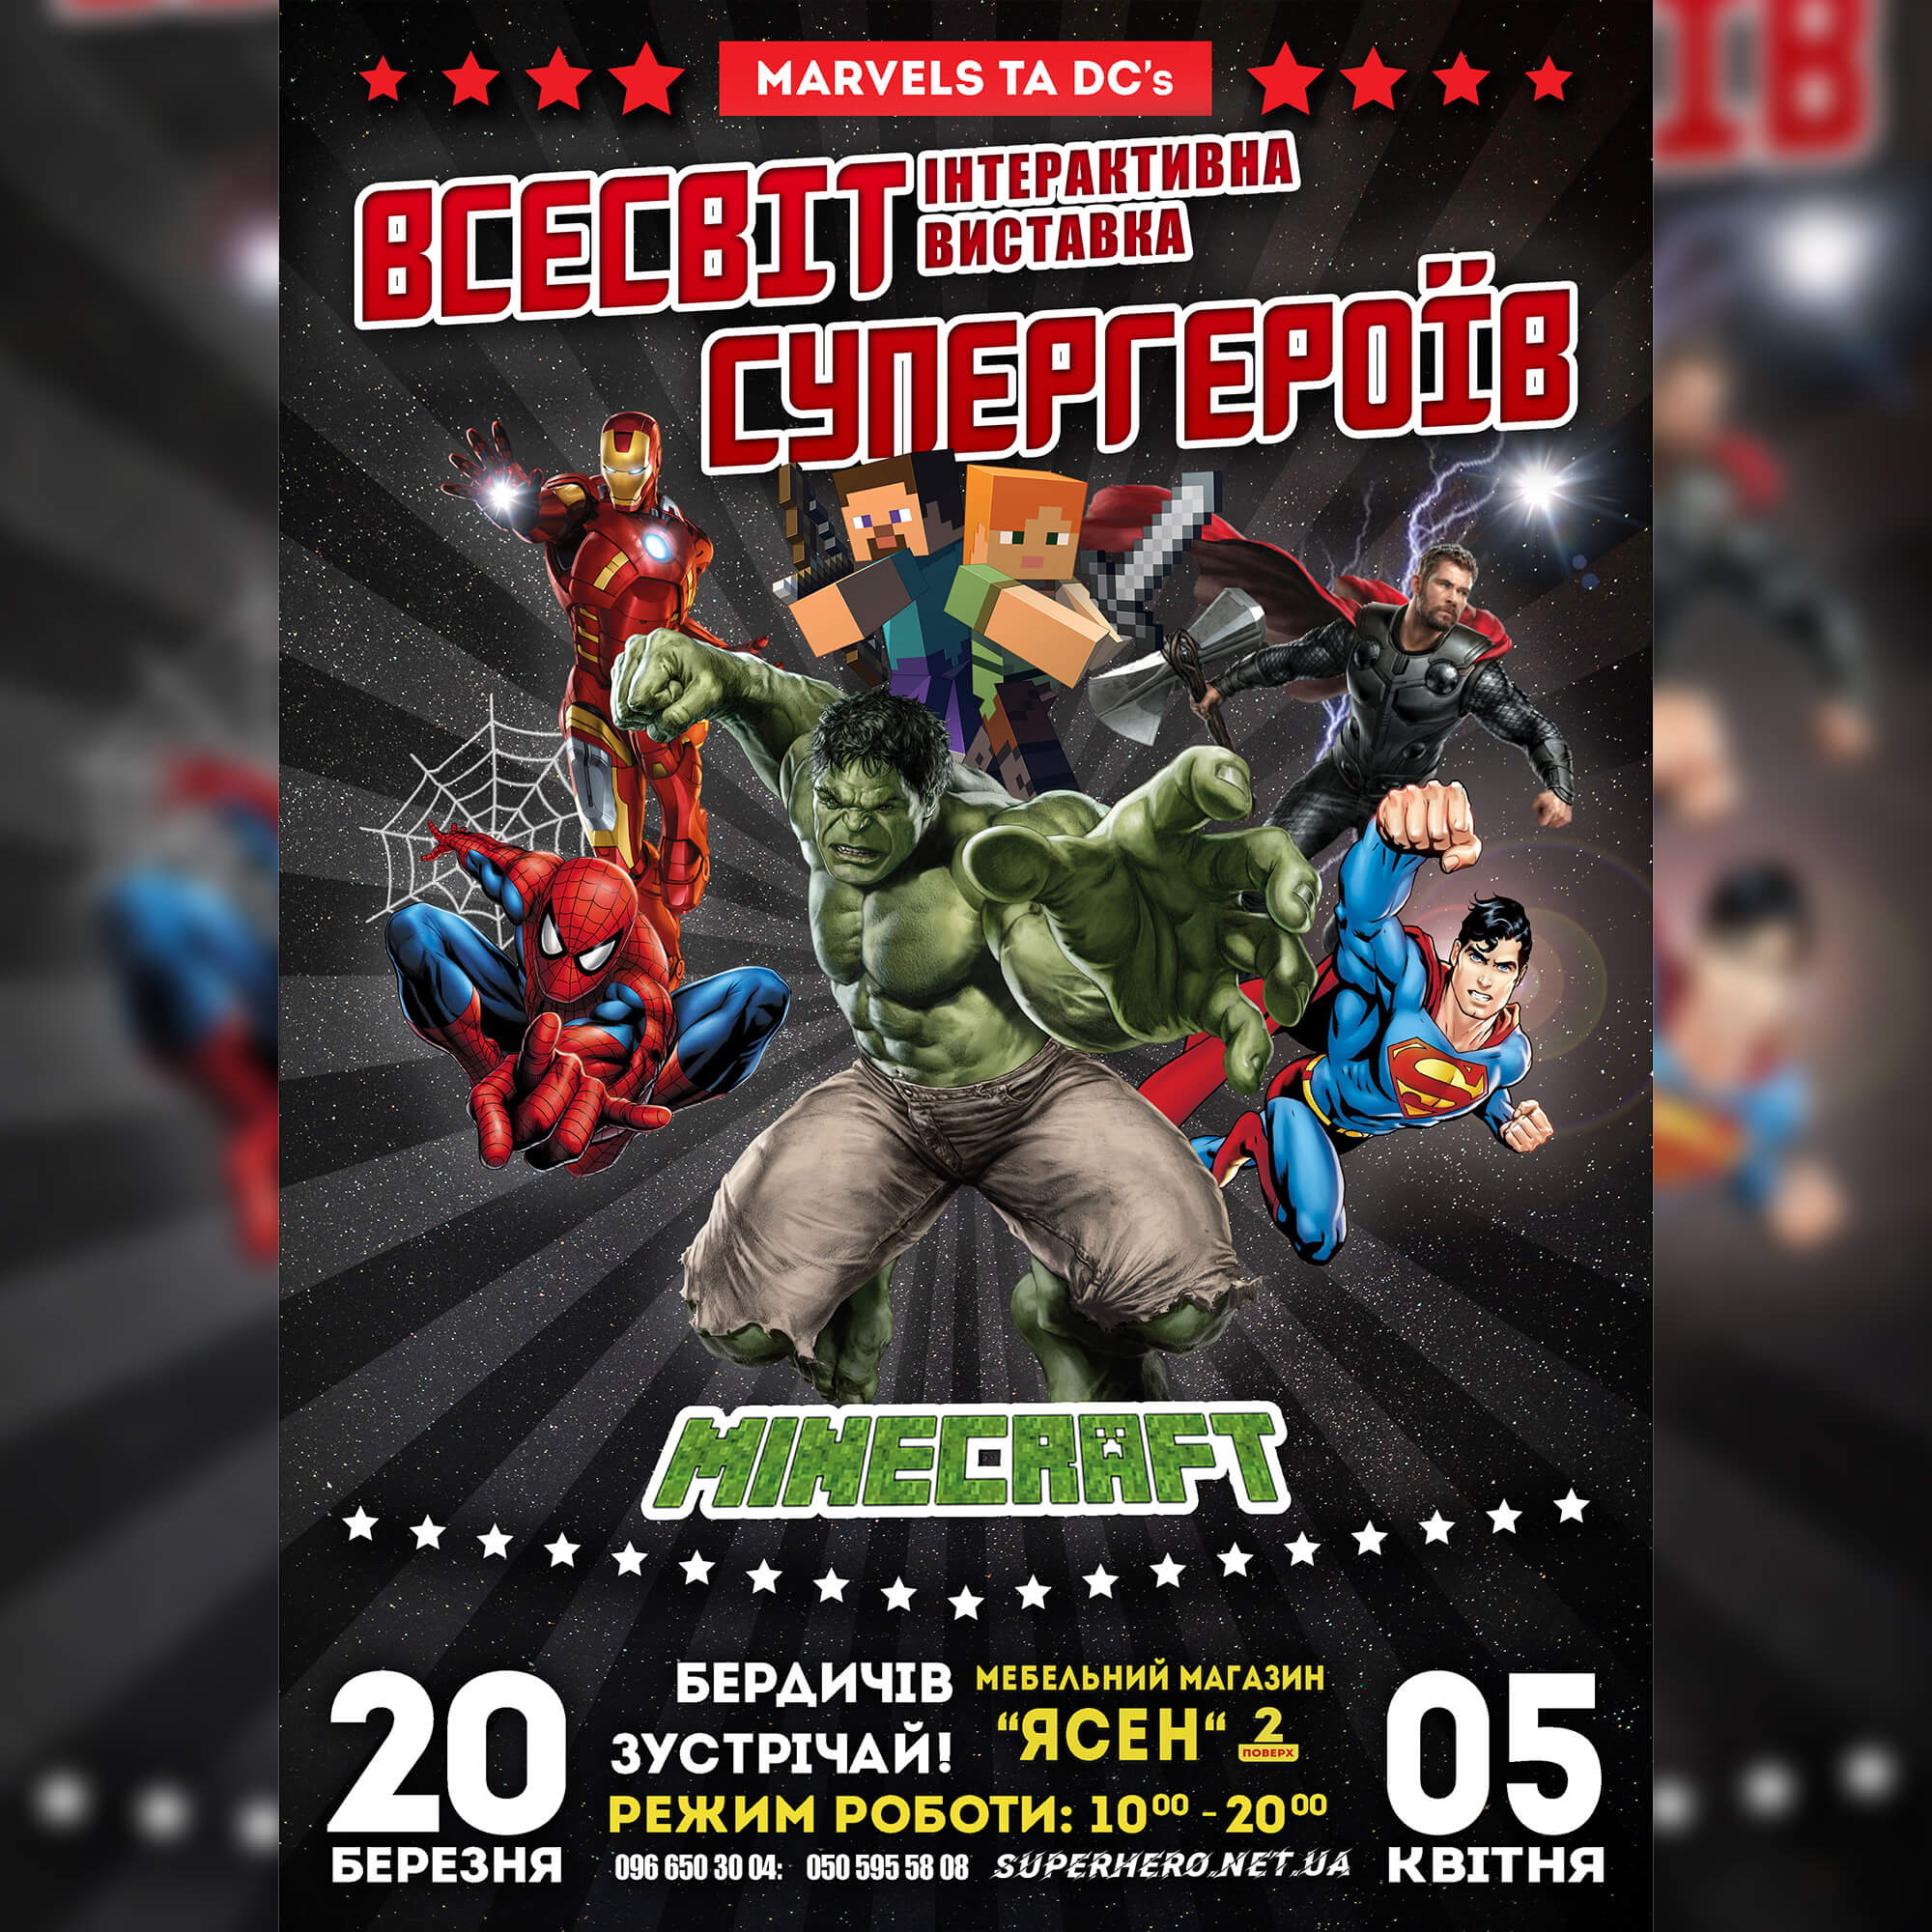 MARVELS ТА DC's
ВСЕСВІТ
ІНТЕРАКТИВНА
ВИСТАВКА
СУПЕРГЕРОЇВ
MINECRAFT
20
БЕРЕЗНЯ
БЕРДИЧІВ
ЗУСТРІЧАЙ!
МЕБЕЛЬНИЙ МАГАЗИН
“ЯСЕН“ 2
ПОВЕРХ
РЕЖИМ РОБОТИ: 10⁰⁰ - 20⁰⁰
096 650 30 04: 050 595 58 08 SUPERHERO.NET.UA
05
КВІТНЯ